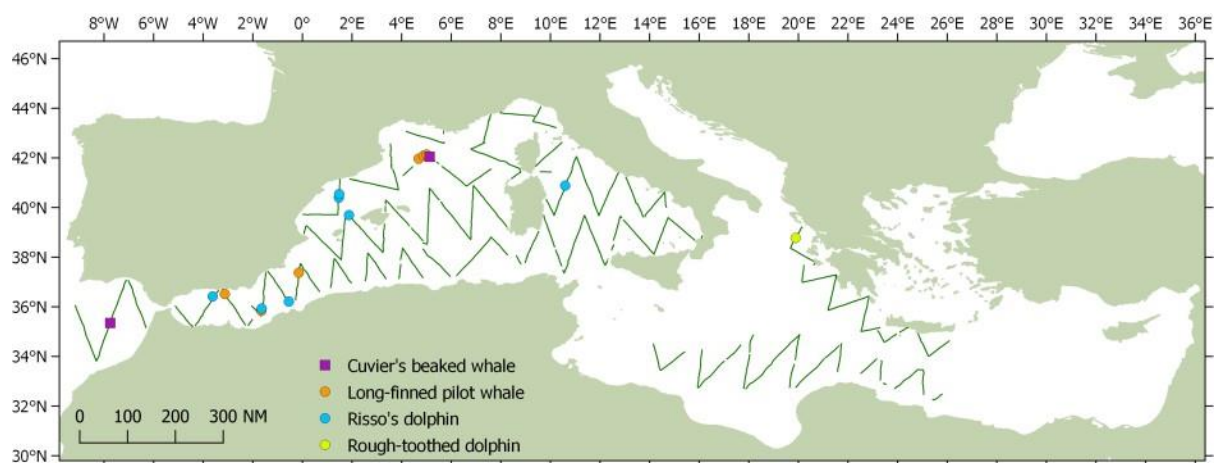 8°W 6°W 4°W 2°W 0° 2°E 4°E 6°E 8°E 10°E 12°E 14°E 16°E 18°E 20°E 22°E 24°E 26°E 28°E 30°E 32°E 34°E 36°E
46°N
44°N
42°N
40°N
38°N
36°N
34°N
32°N
30°N
Cuvier's beaked whale
Long-finned pilot whale
Risso's dolphin
Rough-toothed dolphin
0 100 200 300 NM